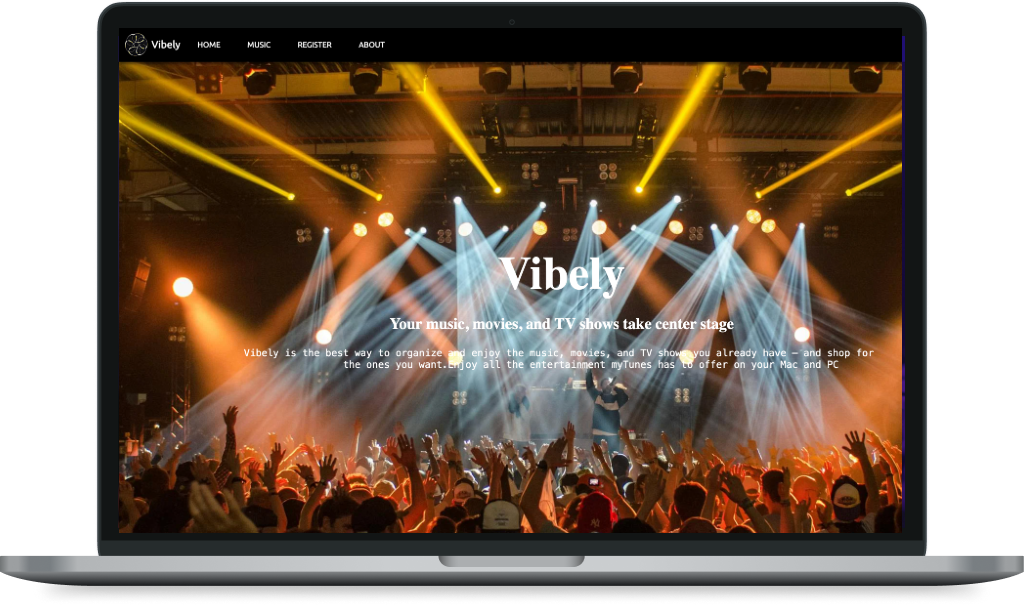 Vibely HOME MUSIC REGISTER ABOUT
Vibely
Your music, movies, and TV shows take center stage
Vibely is the best way to organize and enjoy the music, movies, and TV shows you already have — and shop for
the ones you want.Enjoy all the entertainment myTunes has to offer on your Mac and PC